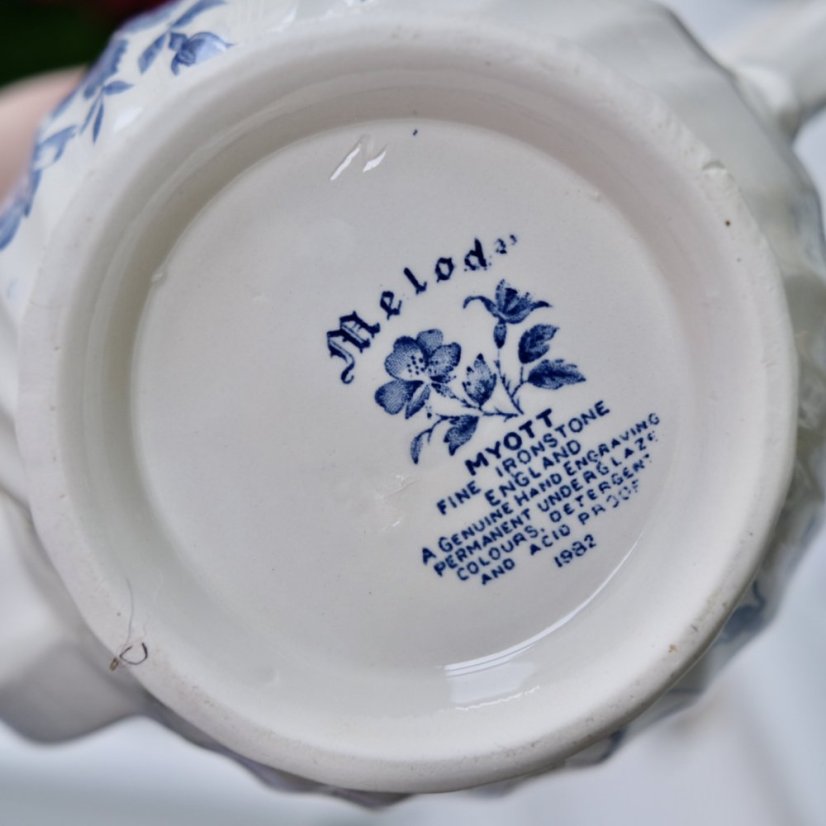 Melody
MYOTT
FINE IRONSTONE
ENGLAND
A GENUINE HAND ENGRAVING
PERMANENT UNDERGLAZE
COLOURS, DETERGENT
AND ACID PROOF
1982